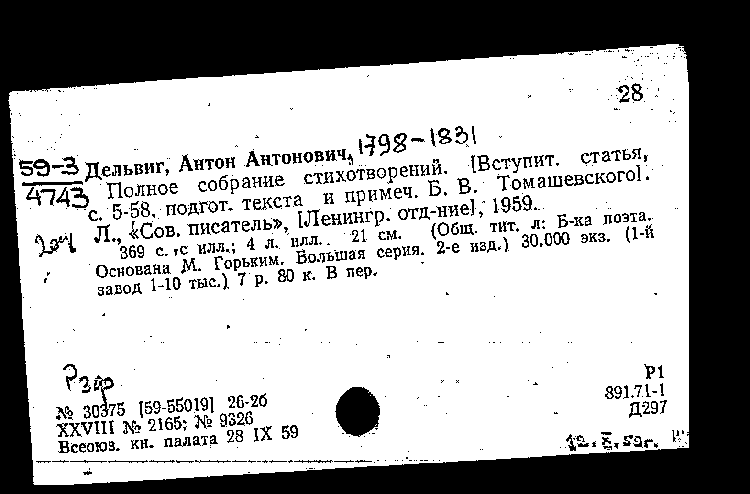 28
59-3 Дельвиг, Антон Антонович, 1798-1831
4743 Полное собрание стихотворений. [Вступит. статья,
с. 5-58, подгот. текста и примеч. Б. В. Томашевского].
Л., «Сов. писатель», [Ленингр. отд-ние], 1959.
369 с. с илл.; 4 л. илл. 21 см. (Общ. тит. л: Б-ка поэта.
Основана М. Горьким. Большая серия. 2-е изд.) 30.000 экз. (1-й
завод 1-10 тыс.) 7 р. 80 к. В пер.
Р1
891.71-1
Д297
№ 30375 [59-55019] 26-26
XXVIII № 2165; № 9326
Всеоюз. кн. палата 28 IX 59
12.X.59г.